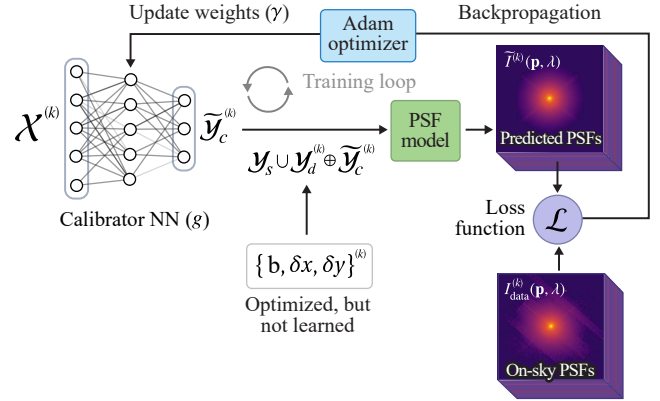 Update weights (γ)
Adam
optimizer
Backpropagation
Training loop
𝒳⁽ᵏ⁾
𝒴̃_c⁽ᵏ⁾
PSF
model
Ĩ⁽ᵏ⁾(p, λ)
Predicted PSFs
𝒴_s ∪ 𝒴_d⁽ᵏ⁾ ⊕ 𝒴̃_c⁽ᵏ⁾
Calibrator NN (g)
Loss
function
ℒ
{b, δx, δy}⁽ᵏ⁾
Optimized, but
not learned
I_data⁽ᵏ⁾(p, λ)
On-sky PSFs